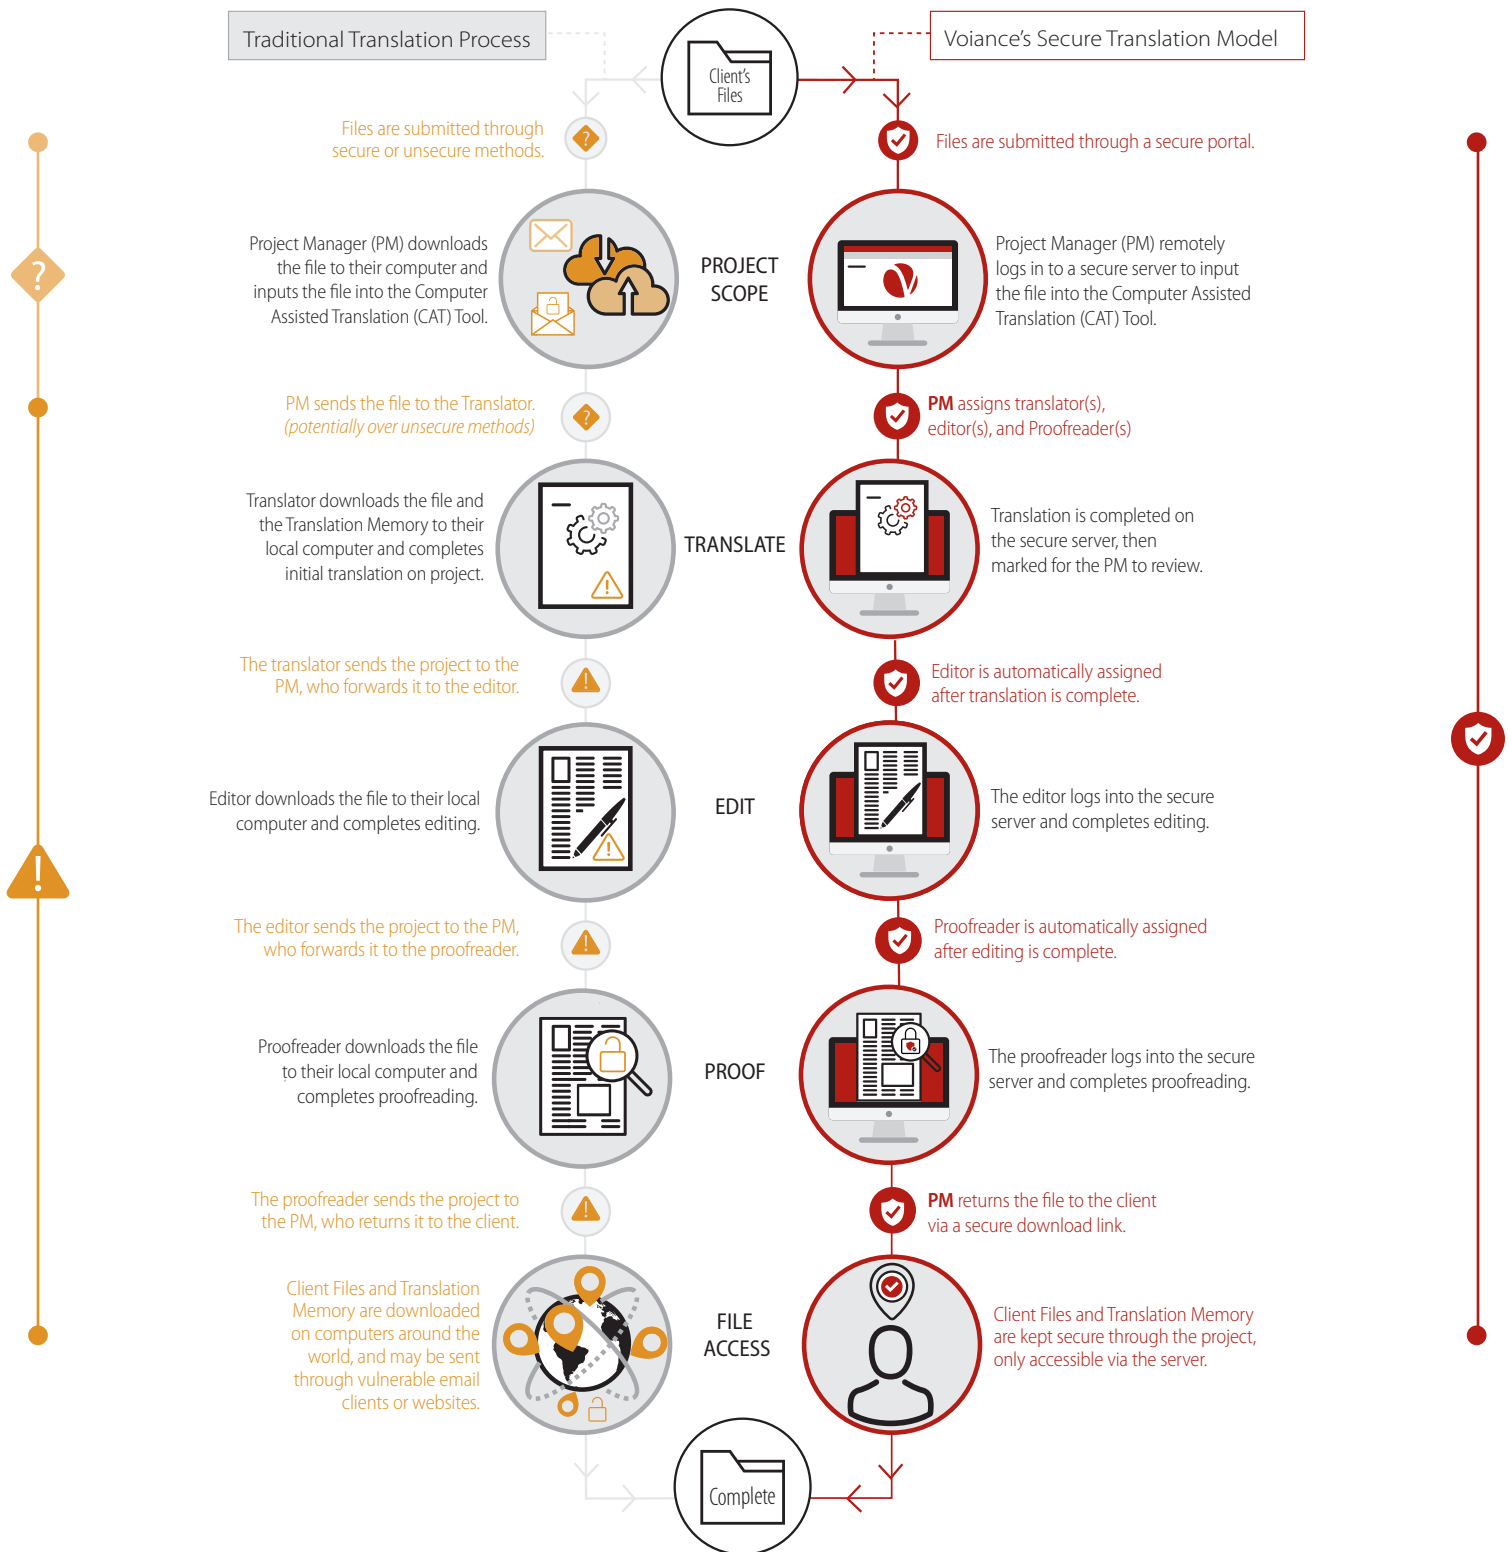 Traditional Translation Process
Client's
Files
Voiance's Secure Translation Model
Files are submitted through
secure or unsecure methods.
?
Files are submitted through a secure portal.
?
Project Manager (PM) downloads
the file to their computer and
inputs the file into the Computer
Assisted Translation (CAT) Tool.
PROJECT
SCOPE
Project Manager (PM) remotely
logs in to a secure server to input
the file into the Computer Assisted
Translation (CAT) Tool.
PM sends the file to the Translator.
(potentially over unsecure methods)
?
PM assigns translator(s),
editor(s), and Proofreader(s)
Translator downloads the file and
the Translation Memory to their
local computer and completes
initial translation on project.
!
TRANSLATE
Translation is completed on
the secure server, then
marked for the PM to review.
The translator sends the project to the
PM, who forwards it to the editor.
!
Editor is automatically assigned
after translation is complete.
Editor downloads the file to their local
computer and completes editing.
!
EDIT
The editor logs into the secure
server and completes editing.
!
The editor sends the project to the PM,
who forwards it to the proofreader.
!
Proofreader is automatically assigned
after editing is complete.
Proofreader downloads the file
to their local computer and
completes proofreading.
PROOF
The proofreader logs into the secure
server and completes proofreading.
The proofreader sends the project to
the PM, who returns it to the client.
!
PM returns the file to the client
via a secure download link.
Client Files and Translation
Memory are downloaded
on computers around the
world, and may be sent
through vulnerable email
clients or websites.
FILE
ACCESS
Client Files and Translation Memory
are kept secure through the project,
only accessible via the server.
Complete